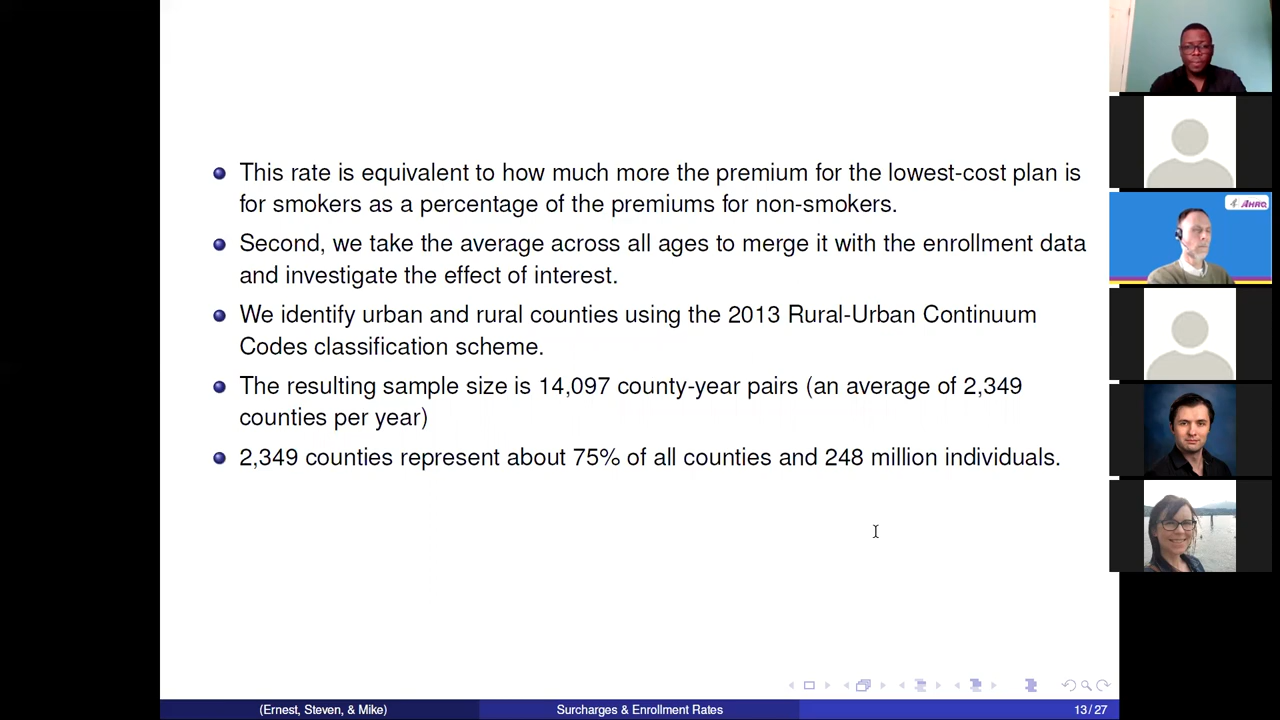 This rate is equivalent to how much more the premium for the lowest-cost plan is
for smokers as a percentage of the premiums for non-smokers.
Second, we take the average across all ages to merge it with the enrollment data
and investigate the effect of interest.
We identify urban and rural counties using the 2013 Rural-Urban Continuum
Codes classification scheme.
The resulting sample size is 14,097 county-year pairs (an average of 2,349
counties per year)
2,349 counties represent about 75% of all counties and 248 million individuals.
(Ernest, Steven, & Mike)
Surcharges & Enrollment Rates
13/27
AHRQ